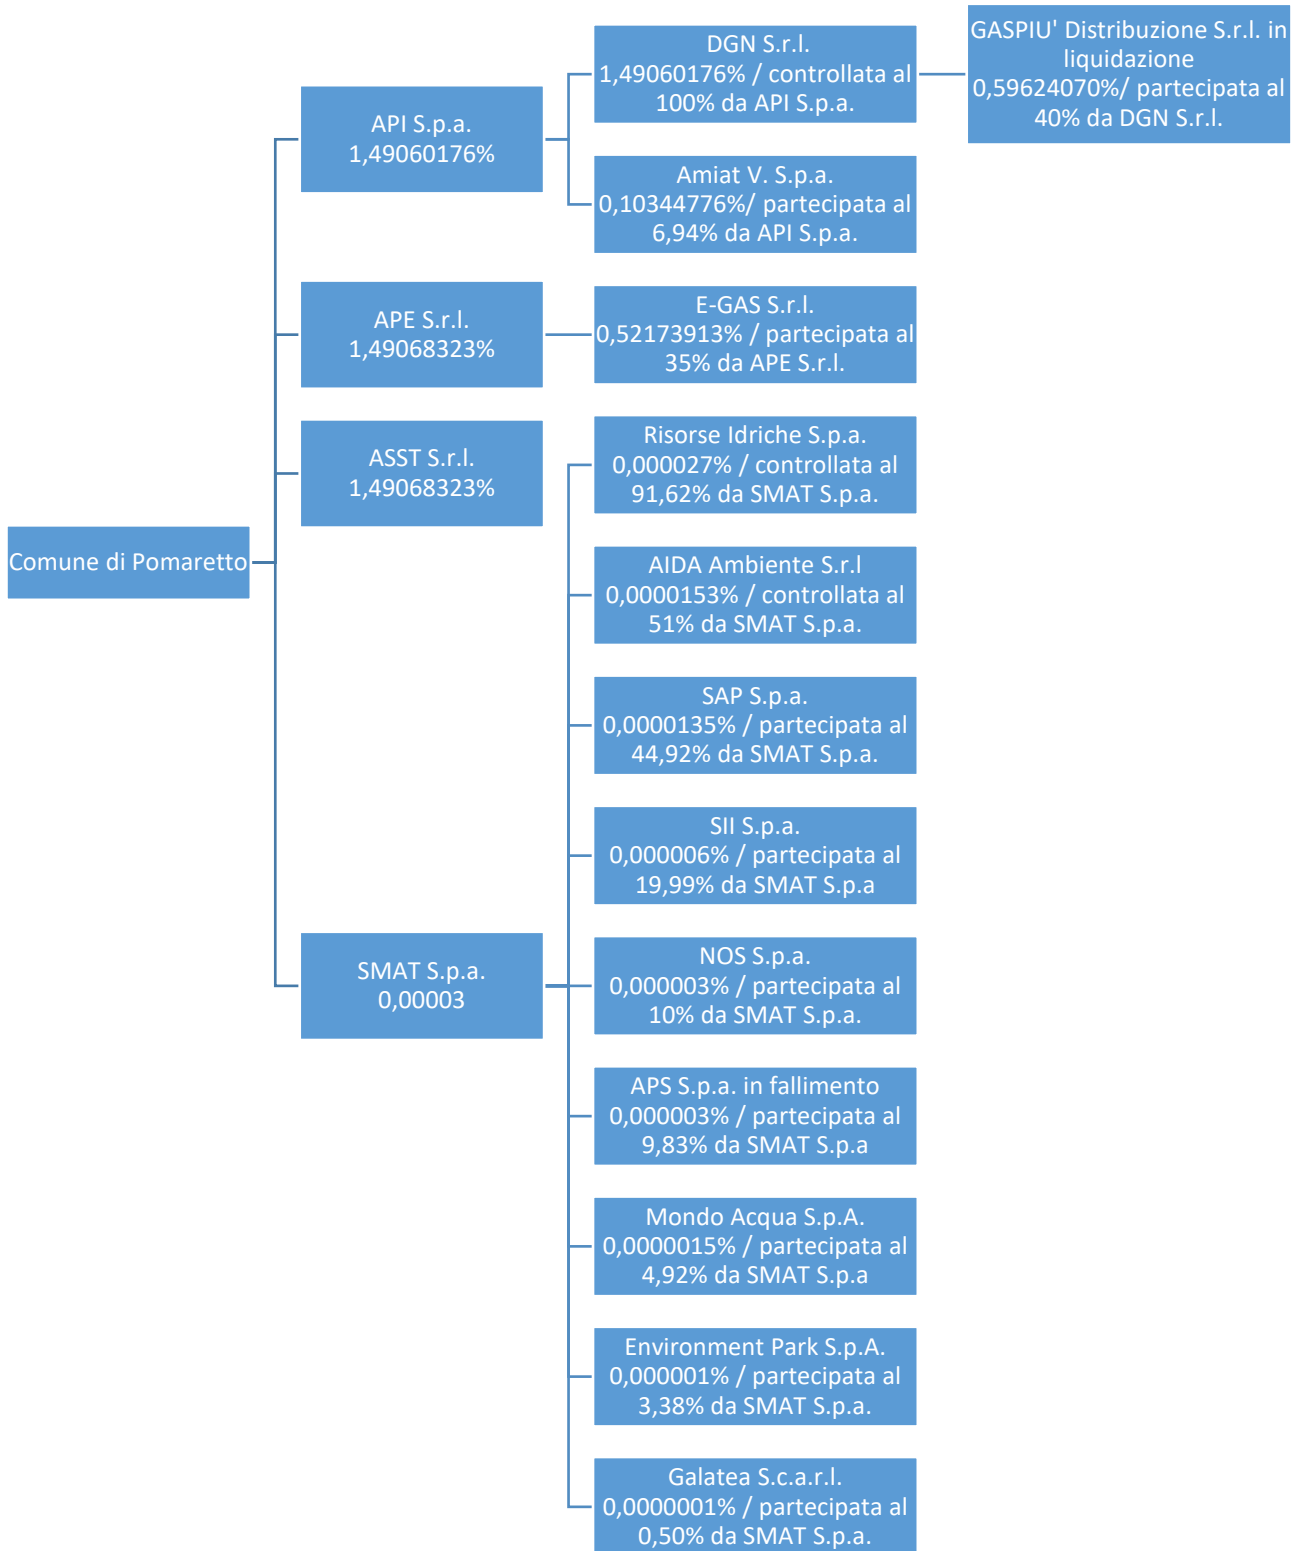 Comune di Pomaretto
API S.p.a.
1,49060176%
DGN S.r.l.
1,49060176% / controllata al
100% da API S.p.a.
GASPIU' Distribuzione S.r.l. in
liquidazione
0,59624070%/ partecipata al
40% da DGN S.r.l.
Amiat V. S.p.a.
0,10344776%/ partecipata al
6,94% da API S.p.a.
APE S.r.l.
1,49068323%
E-GAS S.r.l.
0,52173913% / partecipata al
35% da APE S.r.l.
ASST S.r.l.
1,49068323%
SMAT S.p.a.
0,00003
Risorse Idriche S.p.a.
0,000027% / controllata al
91,62% da SMAT S.p.a.
AIDA Ambiente S.r.l
0,0000153% / controllata al
51% da SMAT S.p.a.
SAP S.p.a.
0,0000135% / partecipata al
44,92% da SMAT S.p.a.
SII S.p.a.
0,000006% / partecipata al
19,99% da SMAT S.p.a
NOS S.p.a.
0,000003% / partecipata al
10% da SMAT S.p.a.
APS S.p.a. in fallimento
0,000003% / partecipata al
9,83% da SMAT S.p.a
Mondo Acqua S.p.A.
0,0000015% / partecipata al
4,92% da SMAT S.p.a
Environment Park S.p.A.
0,000001% / partecipata al
3,38% da SMAT S.p.a.
Galatea S.c.a.r.l.
0,0000001% / partecipata al
0,50% da SMAT S.p.a.